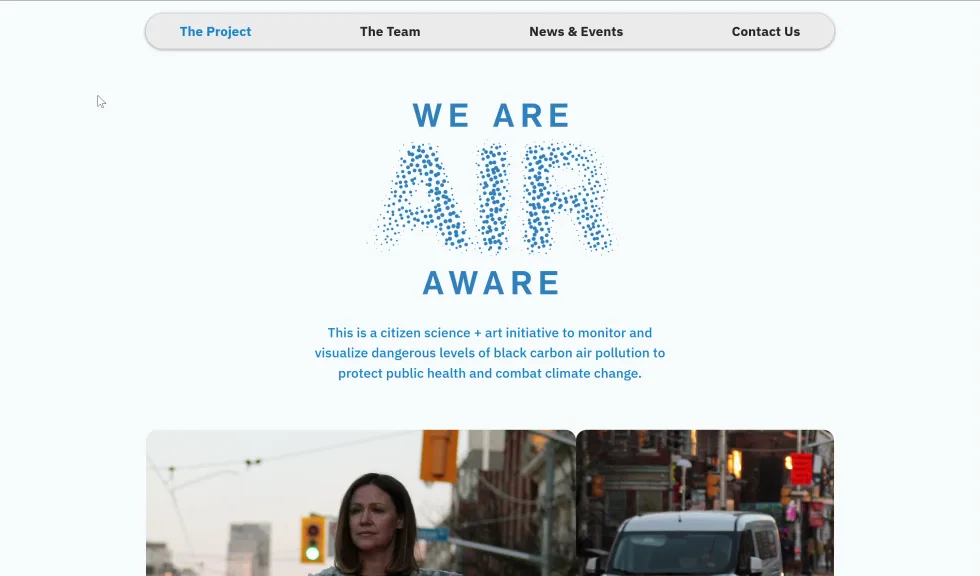 The Project The Team News & Events Contact Us
WE ARE
AIR
AWARE
This is a citizen science + art initiative to monitor and
visualize dangerous levels of black carbon air pollution to
protect public health and combat climate change.